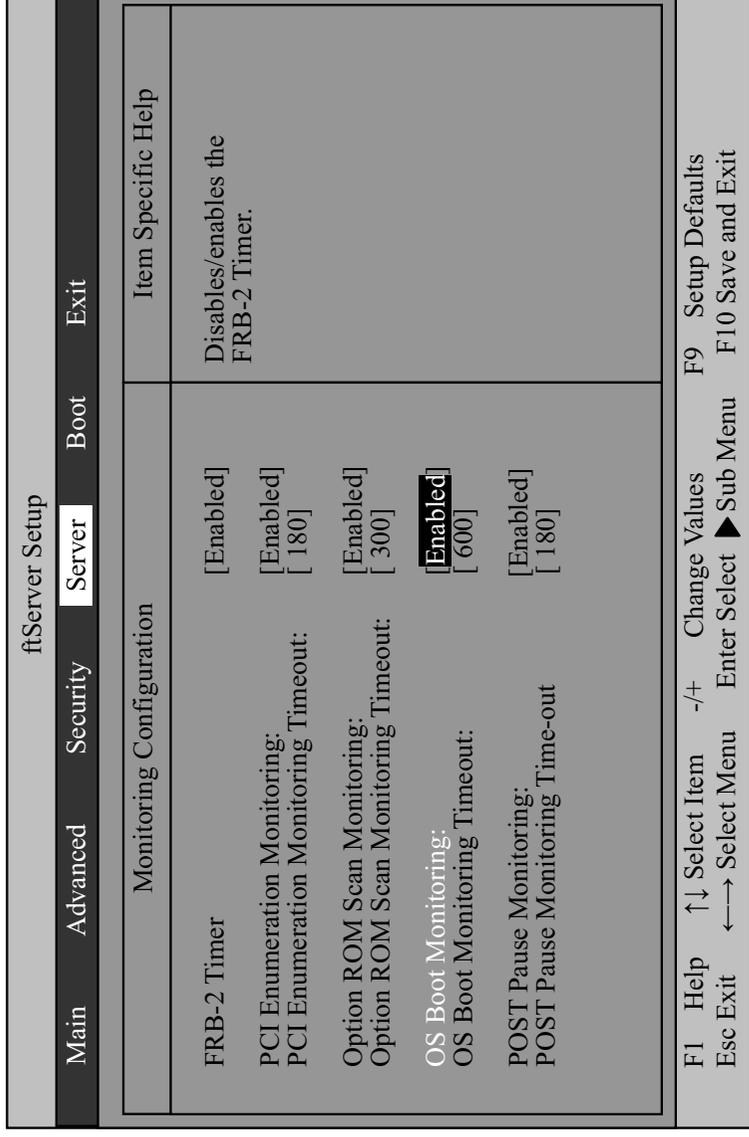 ftServer Setup
Main Advanced Security Server Boot Exit
Monitoring Configuration Item Specific Help
FRB-2 Timer [Enabled] Disables/enables the
FRB-2 Timer.
PCI Enumeration Monitoring: [Enabled]
PCI Enumeration Monitoring Timeout: [ 180]
Option ROM Scan Monitoring: [Enabled]
Option ROM Scan Monitoring Timeout: [ 300]
OS Boot Monitoring: [Enabled]
OS Boot Monitoring Timeout: [ 600]
POST Pause Monitoring: [Enabled]
POST Pause Monitoring Time-out [ 180]
F1 Help ↑↓ Select Item -/+ Change Values F9 Setup Defaults
Esc Exit ←→ Select Menu Enter Select ▶ Sub Menu F10 Save and Exit